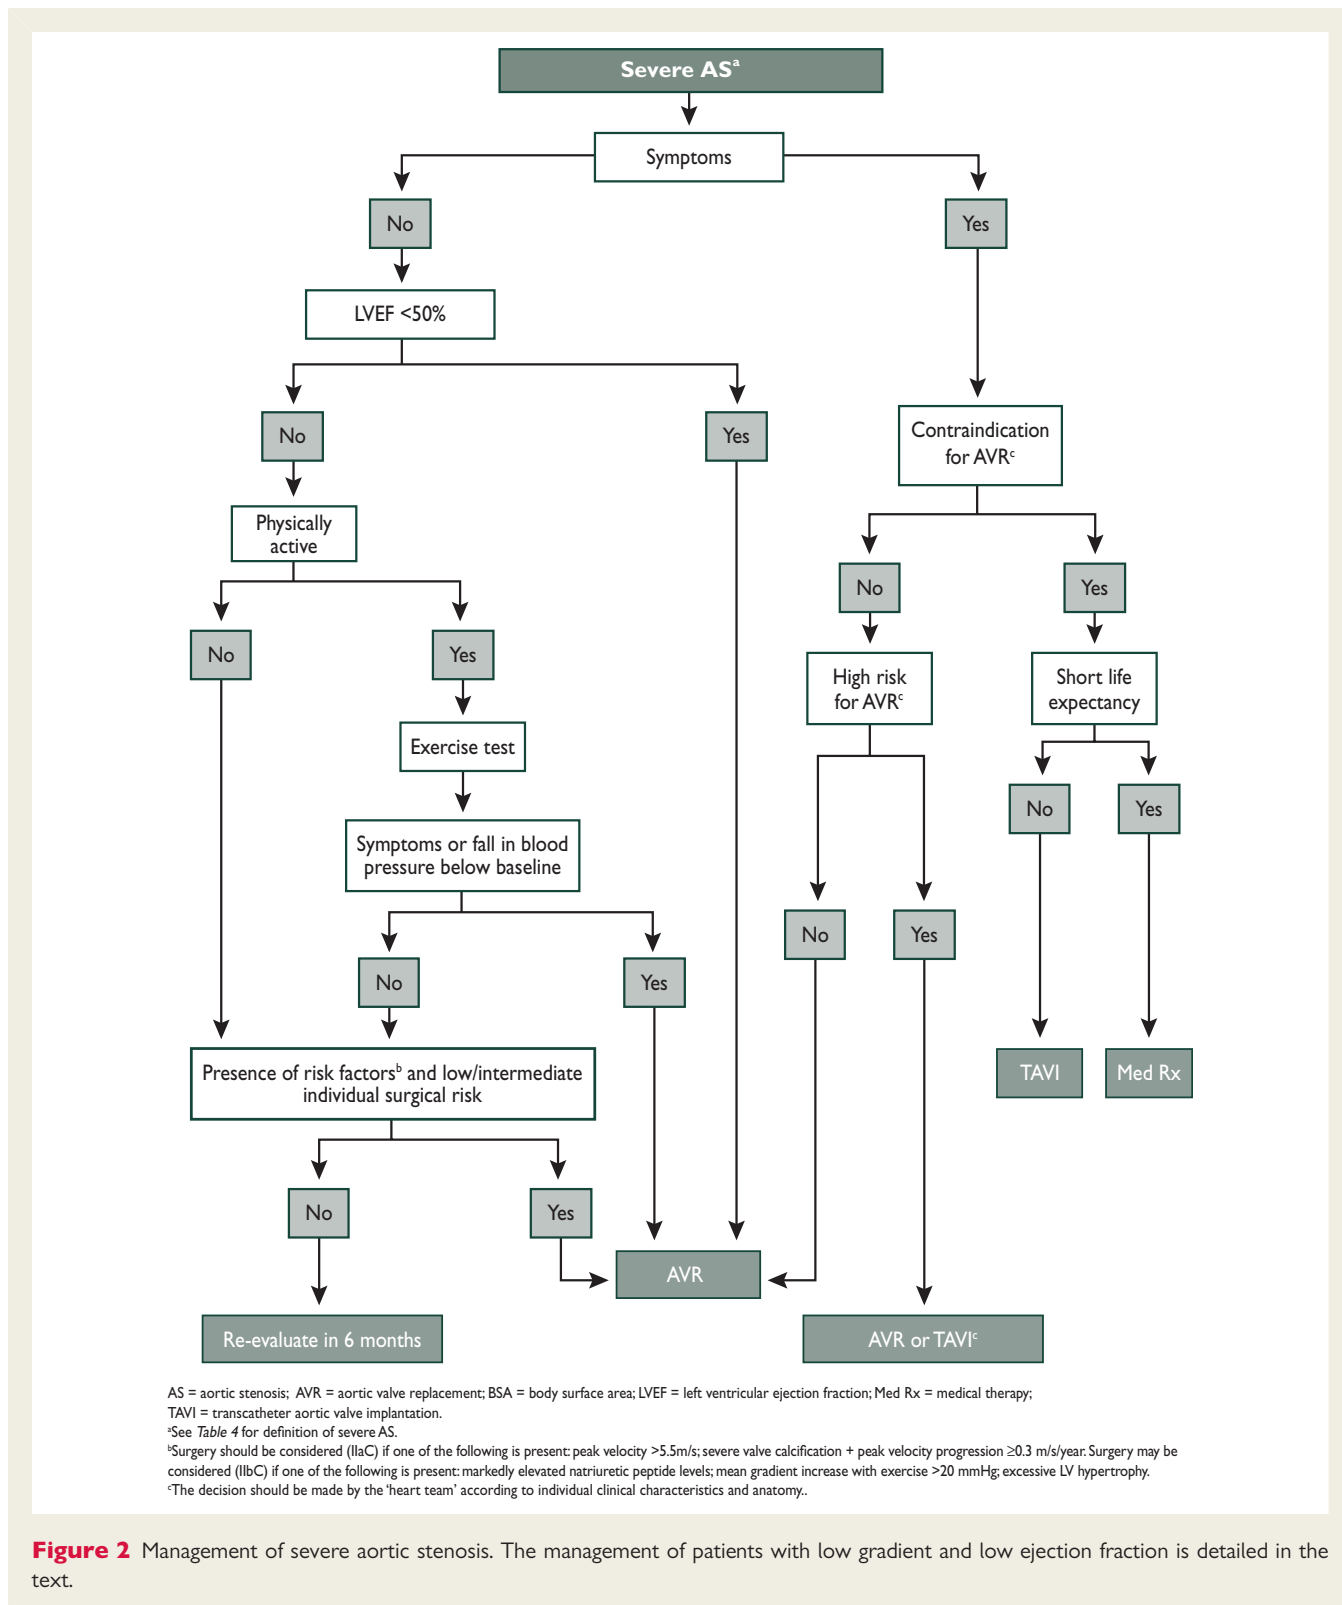 Severe ASᵃ
Symptoms
No
Yes
LVEF <50%
No
Yes
Contraindication
for AVRᶜ
Physically
active
No
Yes
No
Yes
High risk
for AVRᶜ
Short life
expectancy
Exercise test
No
Yes
Symptoms or fall in blood
pressure below baseline
No
Yes
No
Yes
Presence of risk factorsᵇ and low/intermediate
individual surgical risk
TAVI
Med Rx
No
Yes
AVR
Re-evaluate in 6 months
AVR or TAVIᶜ
AS = aortic stenosis; AVR = aortic valve replacement; BSA = body surface area; LVEF = left ventricular ejection fraction; Med Rx = medical therapy;
TAVI = transcatheter aortic valve implantation.
ᵃSee Table 4 for definition of severe AS.
ᵇSurgery should be considered (IIaC) if one of the following is present: peak velocity >5.5m/s; severe valve calcification + peak velocity progression ≥0.3 m/s/year. Surgery may be
considered (IIbC) if one of the following is present: markedly elevated natriuretic peptide levels; mean gradient increase with exercise >20 mmHg; excessive LV hypertrophy.
ᶜThe decision should be made by the ‘heart team’ according to individual clinical characteristics and anatomy..
Figure 2 Management of severe aortic stenosis. The management of patients with low gradient and low ejection fraction is detailed in the
text.